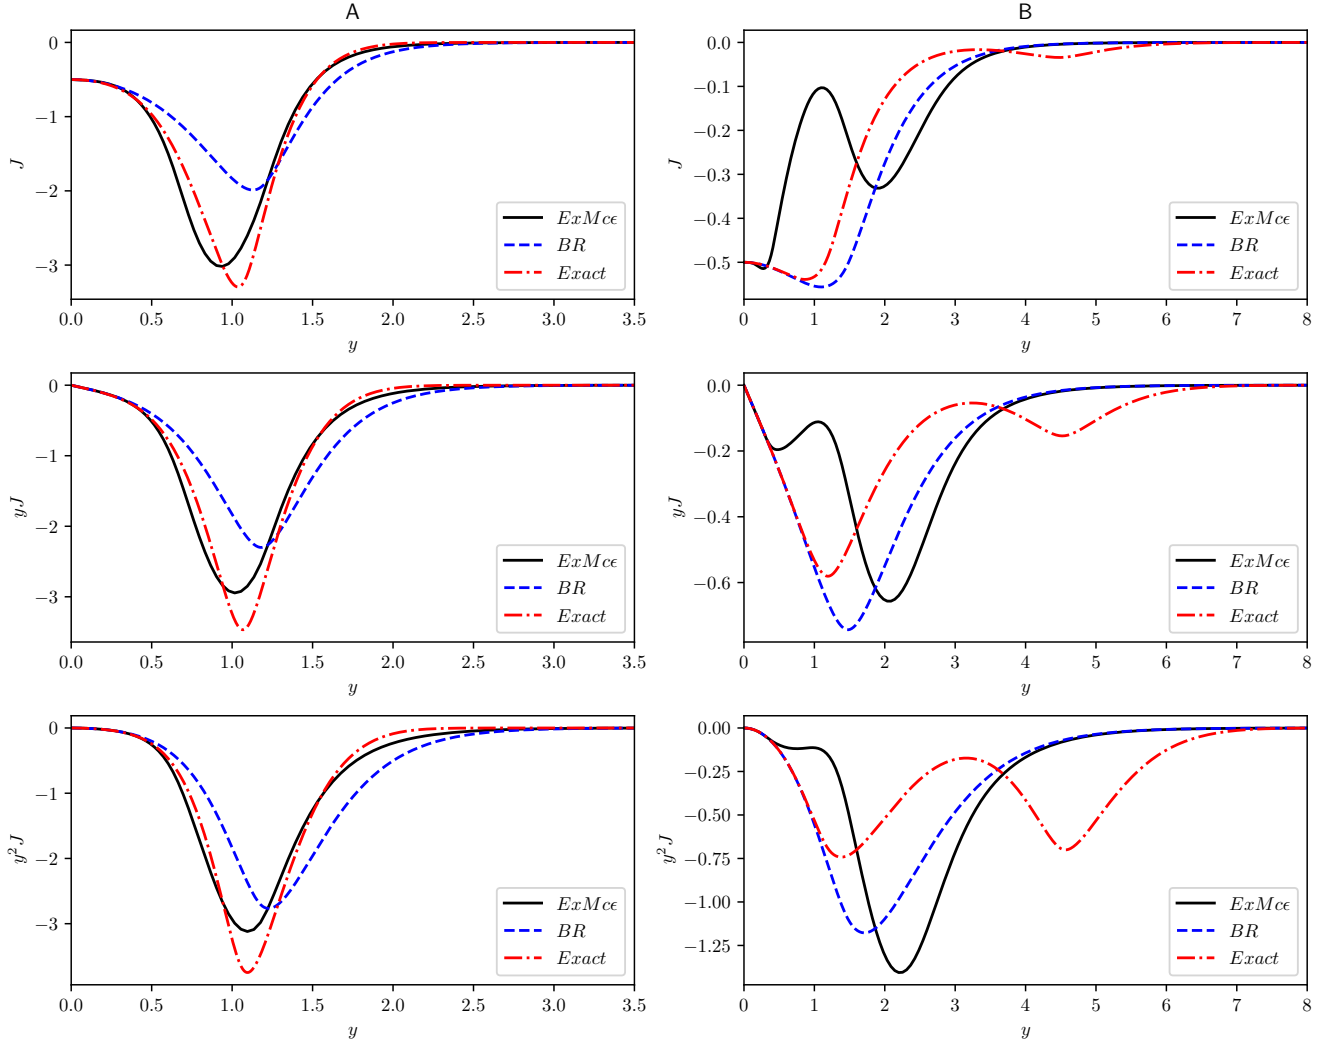 A
0
−1
−2
−3
J
ExMcϵ
BR
Exact
0.0 0.5 1.0 1.5 2.0 2.5 3.0 3.5
y
B
0.0
−0.1
−0.2
−0.3
−0.4
−0.5
J
ExMcϵ
BR
Exact
0 1 2 3 4 5 6 7 8
y
0
−1
−2
−3
yJ
ExMcϵ
BR
Exact
0.0 0.5 1.0 1.5 2.0 2.5 3.0 3.5
y
0.0
−0.2
−0.4
−0.6
yJ
ExMcϵ
BR
Exact
0 1 2 3 4 5 6 7 8
y
0
−1
−2
−3
y²J
ExMcϵ
BR
Exact
0.0 0.5 1.0 1.5 2.0 2.5 3.0 3.5
y
0.00
−0.25
−0.50
−0.75
−1.00
−1.25
y²J
ExMcϵ
BR
Exact
0 1 2 3 4 5 6 7 8
y